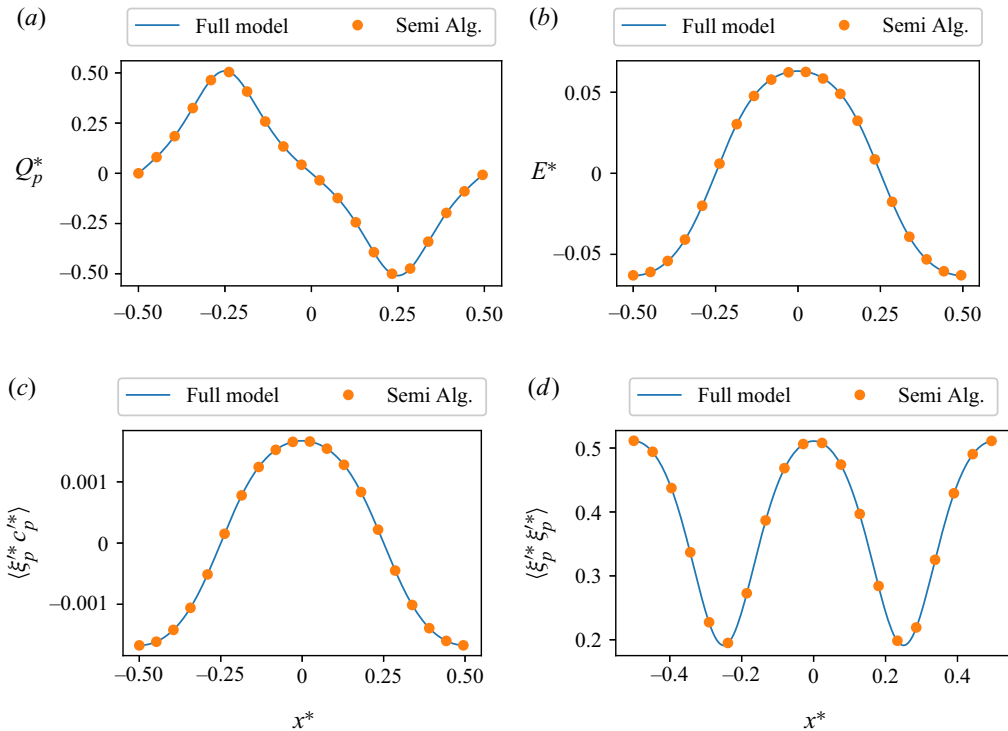 (a)
Full model Semi Alg.
0.50
0.25
0
–0.25
–0.50
Q*p
–0.50 –0.25 0 0.25 0.50
(b)
Full model Semi Alg.
0.05
0
–0.05
E*
–0.50 –0.25 0 0.25 0.50
(c)
Full model Semi Alg.
0.001
0
–0.001
⟨ξ′*p c′*p⟩
–0.50 –0.25 0 0.25 0.50
x*
(d)
Full model Semi Alg.
0.5
0.4
0.3
0.2
⟨ξ′*p ξ′*p⟩
–0.4 –0.2 0 0.2 0.4
x*